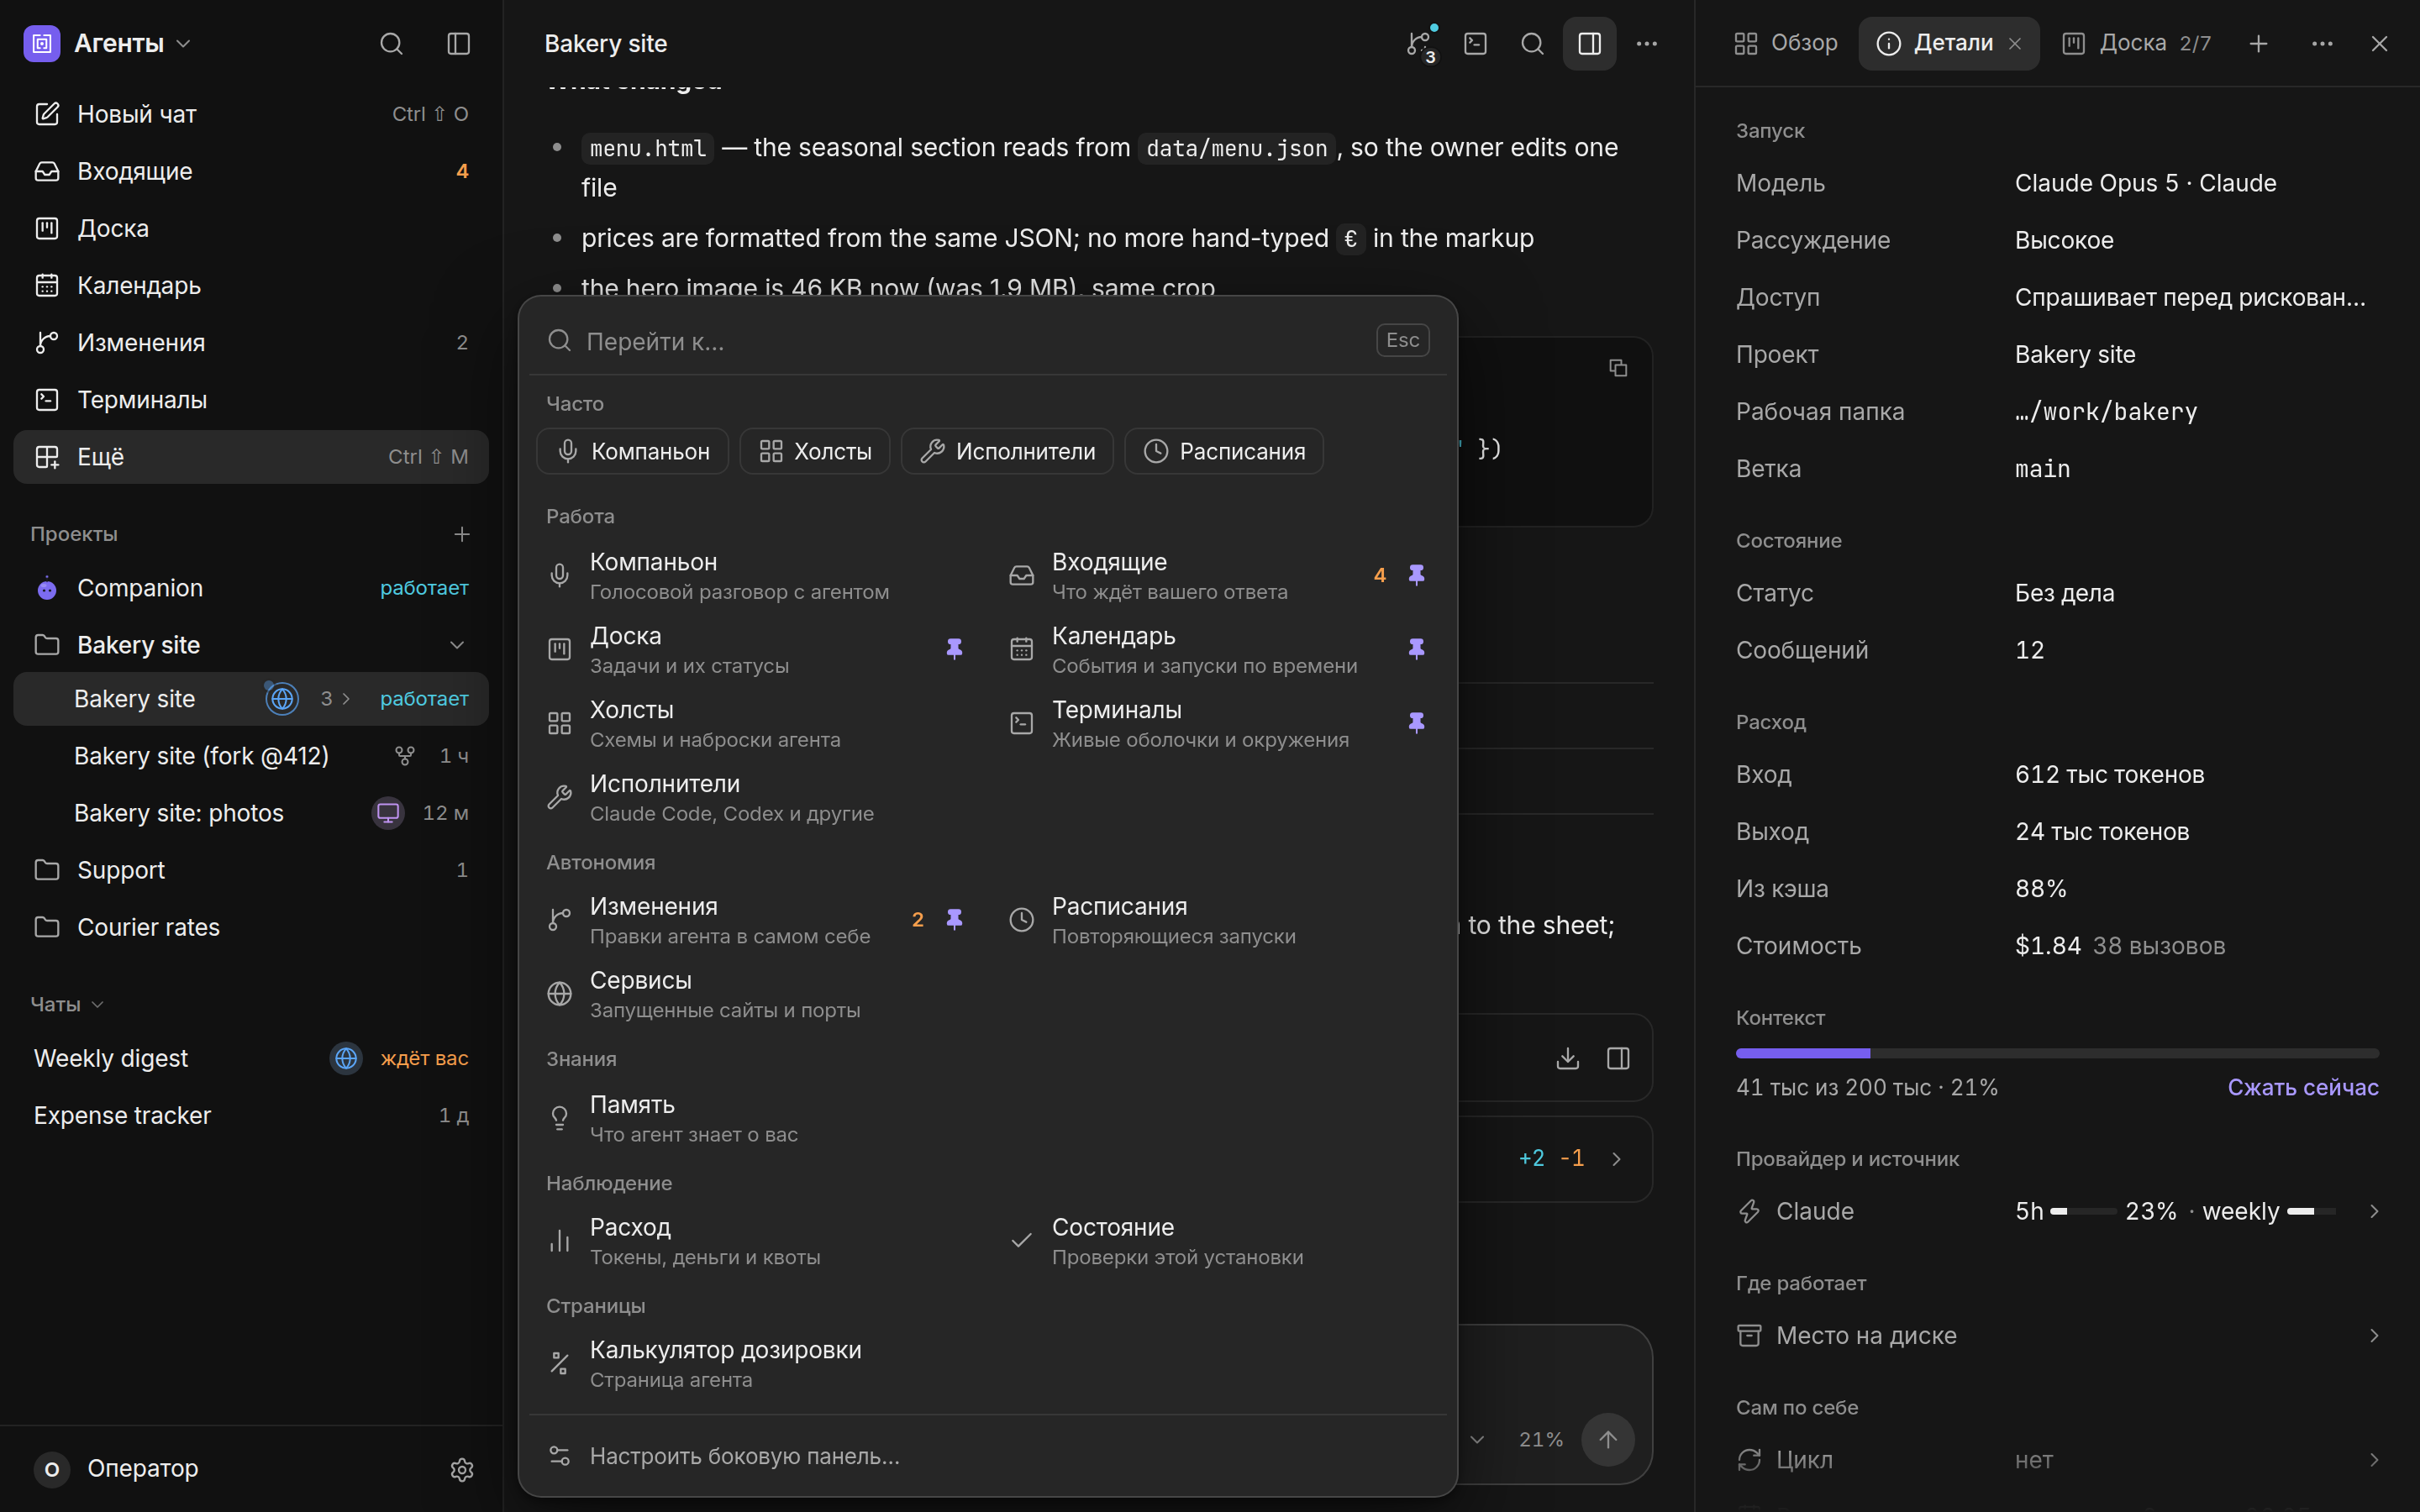 Агенты
Новый чат Ctrl ⇧ O
Входящие 4
Доска
Календарь
Изменения 2
Терминалы
Ещё Ctrl ⇧ M
Проекты
Companion работает
Bakery site
Bakery site 3 работает
Bakery site (fork @412) 1 ч
Bakery site: photos 12 м
Support 1
Courier rates
Чаты
Weekly digest ждёт вас
Expense tracker 1 д
О Оператор
Bakery site 3
What changed
menu.html — the seasonal section reads from data/menu.json, so the owner edits one
file
prices are formatted from the same JSON; no more hand-typed € in the markup
the hero image is 46 KB now (was 1.9 MB), same crop
' })
to the sheet;
+2 -1
21%
Перейти к... Esc
Часто
Компаньон Холсты Исполнители Расписания
Работа
Компаньон
Голосовой разговор с агентом
Входящие 4
Что ждёт вашего ответа
Доска
Задачи и их статусы
Календарь
События и запуски по времени
Холсты
Схемы и наброски агента
Терминалы
Живые оболочки и окружения
Исполнители
Claude Code, Codex и другие
Автономия
Изменения 2
Правки агента в самом себе
Расписания
Повторяющиеся запуски
Сервисы
Запущенные сайты и порты
Знания
Память
Что агент знает о вас
Наблюдение
Расход
Токены, деньги и квоты
Состояние
Проверки этой установки
Страницы
Калькулятор дозировки
Страница агента
Настроить боковую панель...
Обзор Детали Доска 2/7
Запуск
Модель Claude Opus 5 · Claude
Рассуждение Высокое
Доступ Спрашивает перед рискован...
Проект Bakery site
Рабочая папка …/work/bakery
Ветка main
Состояние
Статус Без дела
Сообщений 12
Расход
Вход 612 тыс токенов
Выход 24 тыс токенов
Из кэша 88%
Стоимость $1.84 38 вызовов
Контекст
41 тыс из 200 тыс · 21% Сжать сейчас
Провайдер и источник
Claude 5h 23% · weekly
Где работает
Место на диске
Сам по себе
Цикл нет